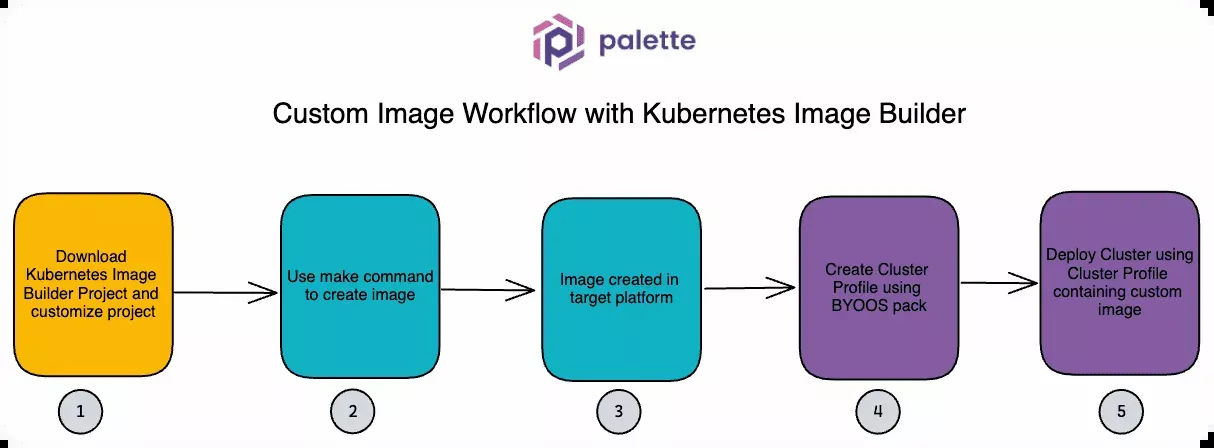 palette
Custom Image Workflow with Kubernetes Image Builder
Download
Kubernetes Image
Builder Project and
customize project
Use make command
to create image
Image created in
target platform
Create Cluster
Profile using
BYOOS pack
Deploy Cluster using
Cluster Profile
containing custom
image
1
2
3
4
5